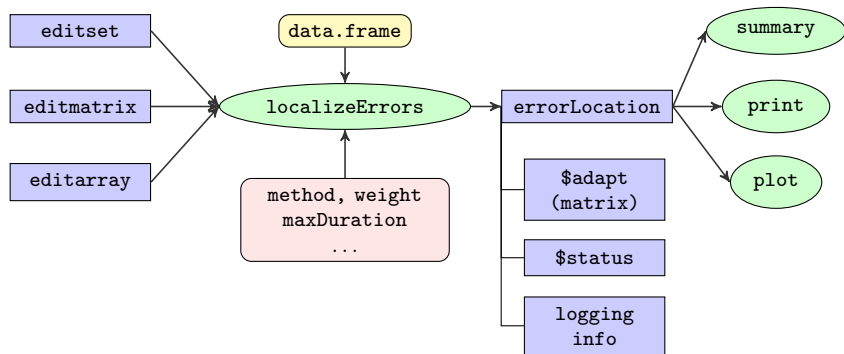 editset
data.frame
summary
editmatrix
localizeErrors
errorLocation
print
editarray
method, weight
maxDuration
...
$adapt
(matrix)
plot
$status
logging
info